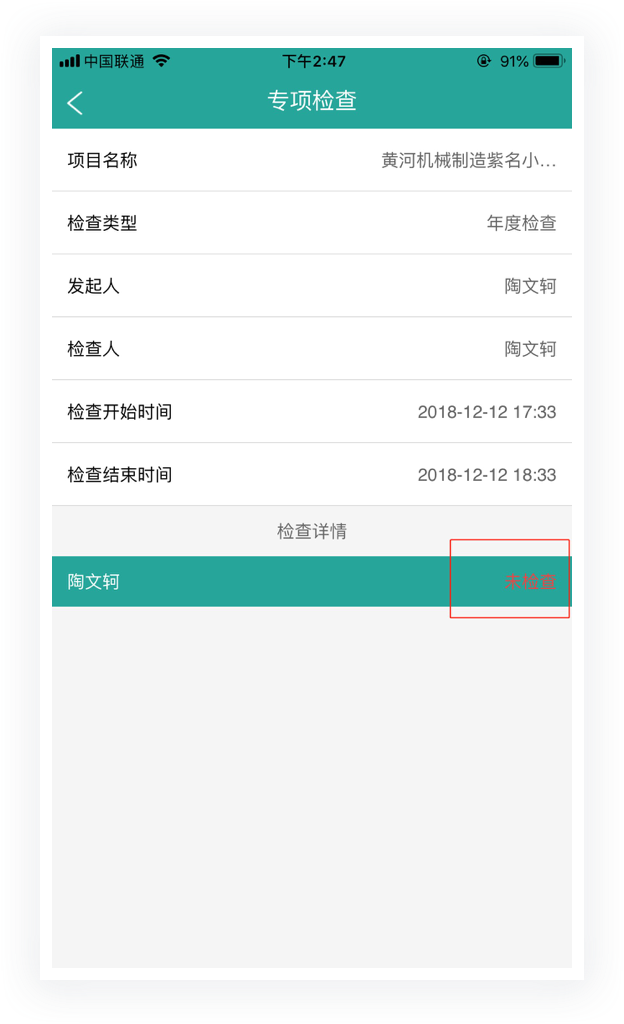 中国联通 下午2:47 91%
专项检查
项目名称 黄河机械制造紫名小...
检查类型 年度检查
发起人 陶文轲
检查人 陶文轲
检查开始时间 2018-12-12 17:33
检查结束时间 2018-12-12 18:33
检查详情
陶文轲 未检查